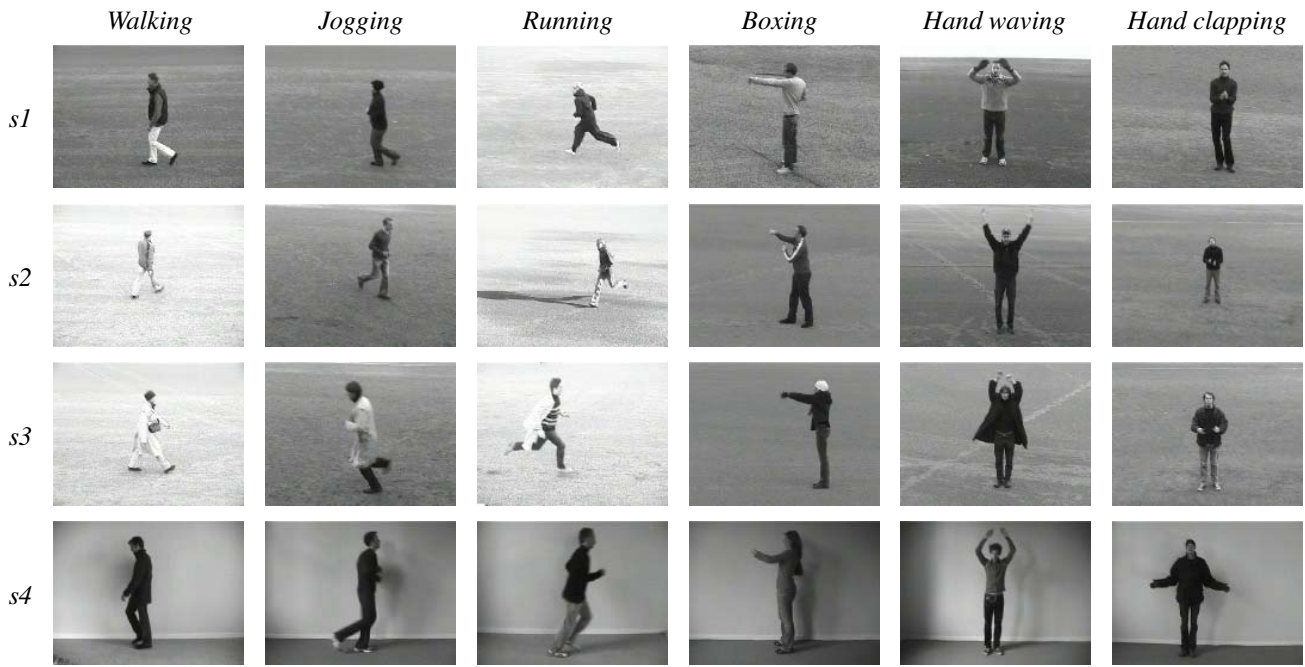 Walking Jogging Running Boxing Hand waving Hand clapping
s1
s2
s3
s4